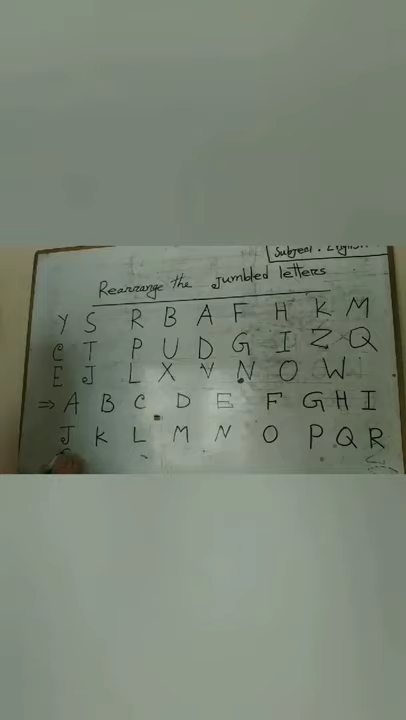 Subject. English
Rearrange the Jumbled letters
Y S R B A F H K M
C T P U D G I Z Q
E J L X V N O W
⇒ A B C D E F G H I
J K L M N O P Q R